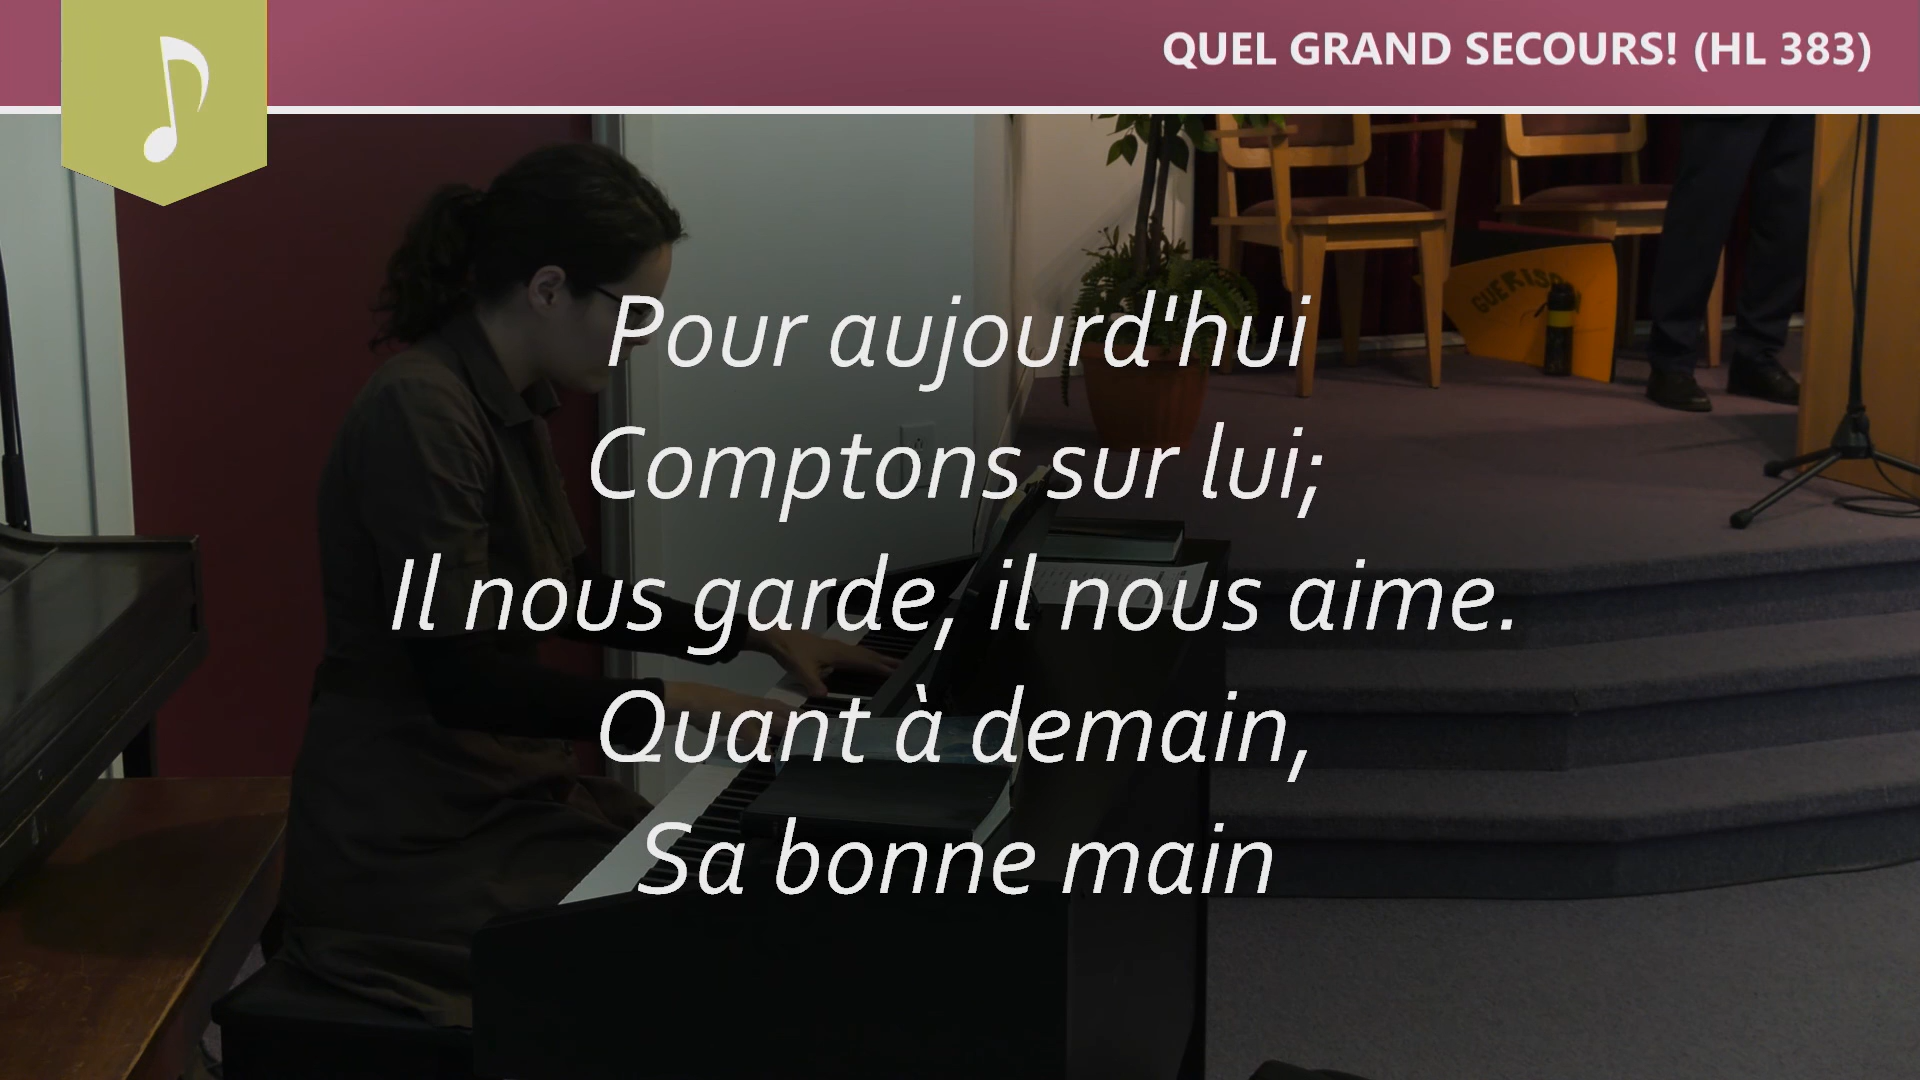 QUEL GRAND SECOURS! (HL 383)
Pour aujourd'hui
Comptons sur lui;
Il nous garde, il nous aime.
Quant à demain,
Sa bonne main